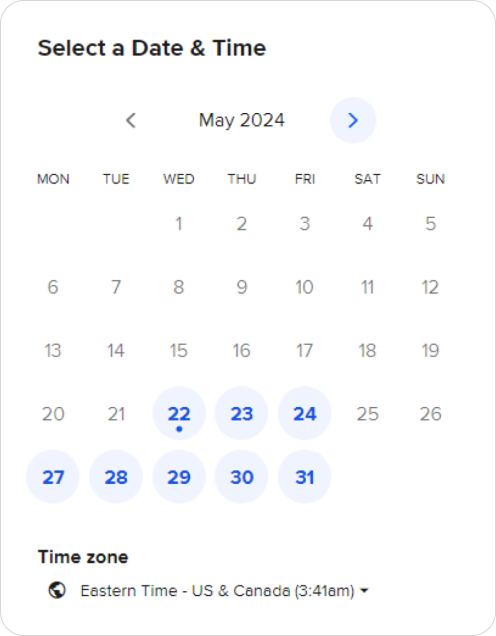 Select a Date & Time
May 2024
MON TUE WED THU FRI SAT SUN
1 2 3 4 5
6 7 8 9 10 11 12
13 14 15 16 17 18 19
20 21 22 23 24 25 26
27 28 29 30 31
Time zone
Eastern Time - US & Canada (3:41am)